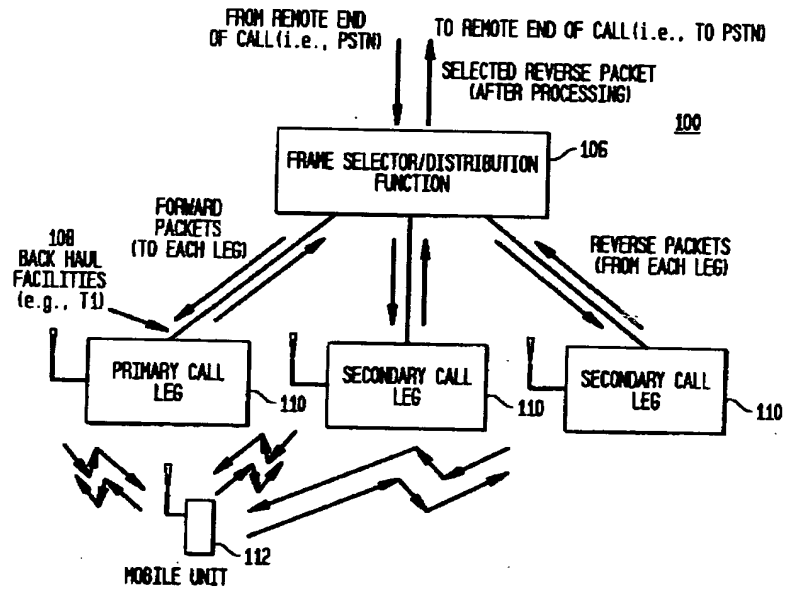 FROM REMOTE END
OF CALL(i.e., PSTN)
TO REMOTE END OF CALL(i.e., TO PSTN)
SELECTED REVERSE PACKET
(AFTER PROCESSING)
100
FRAME SELECTOR/DISTRIBUTION
FUNCTION
106
FORWARD
PACKETS
(TO EACH LEG)
108
BACK HAUL
FACILITIES
(e.g., T1)
REVERSE PACKETS
(FROM EACH LEG)
PRIMARY CALL
LEG
110
SECONDARY CALL
LEG
110
SECONDARY CALL
LEG
110
112
MOBILE UNIT